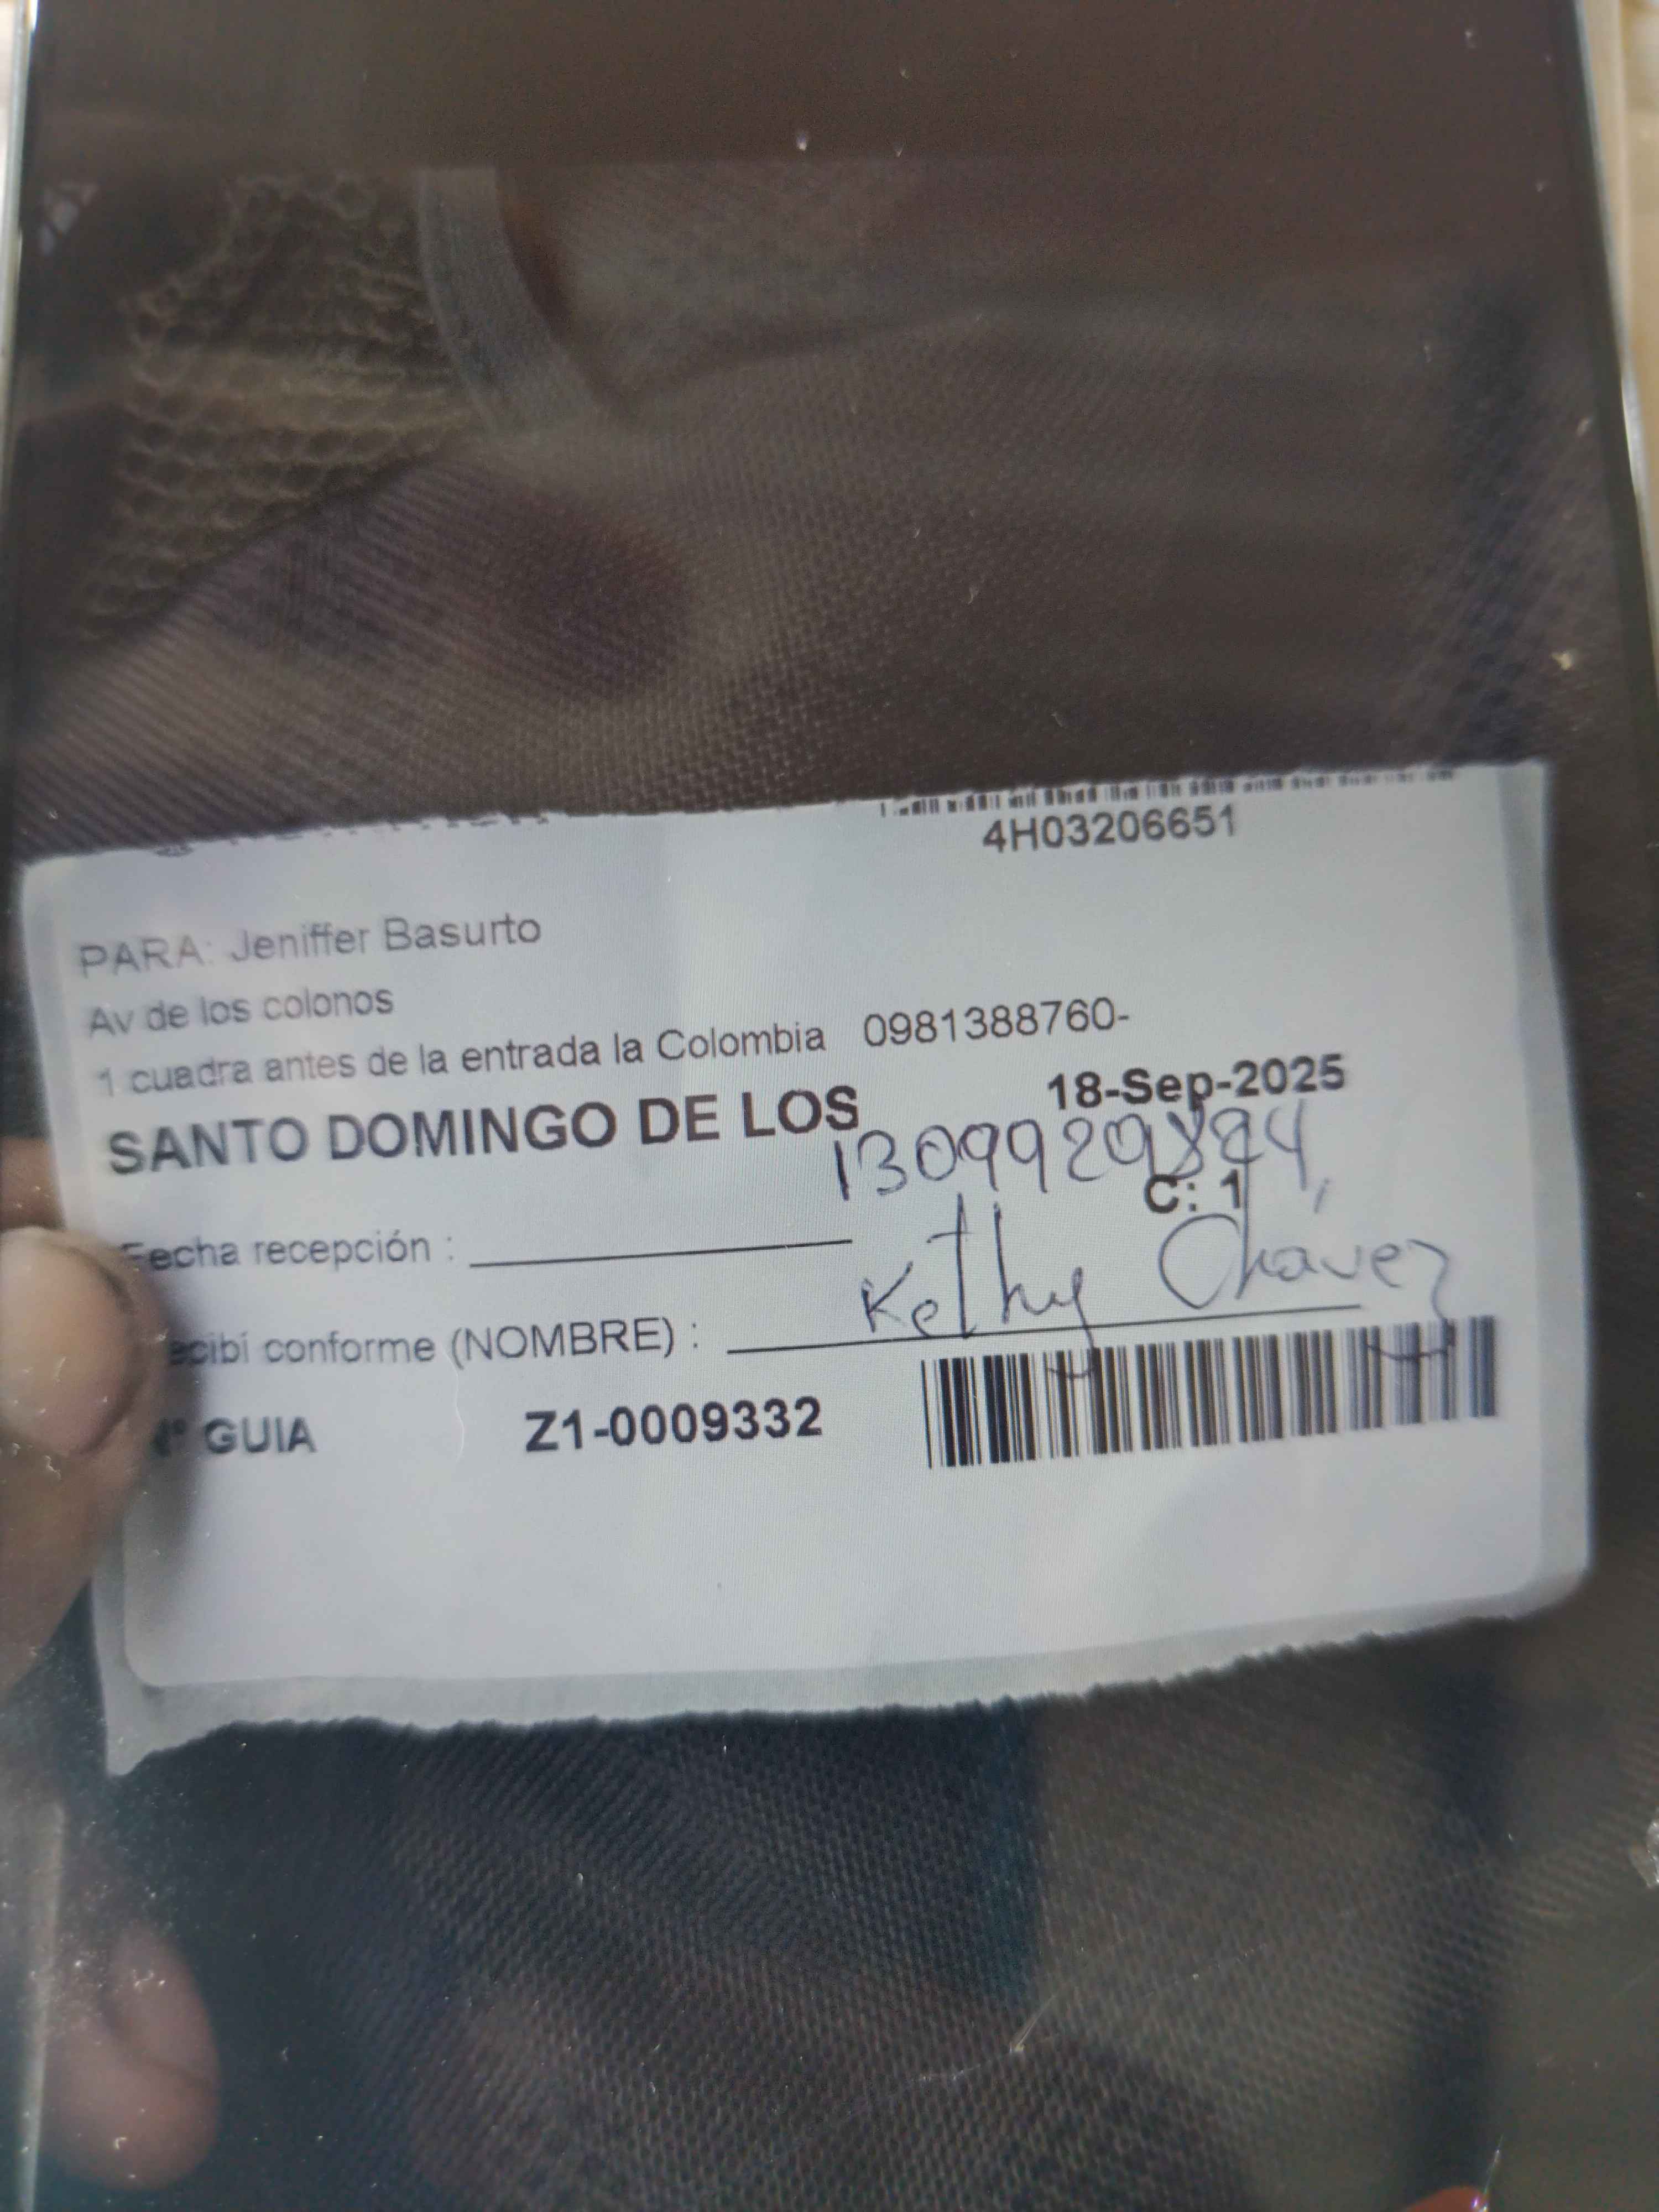 4H03206651
PARA: Jeniffer Basurto
Av de los colonos
1 cuadra antes de la entrada la Colombia 0981388760-
SANTO DOMINGO DE LOS 18-Sep-2025
C: 1
Fecha recepción :
Kethy Chávez
ecibí conforme (NOMBRE) :
Nº GUIA Z1-0009332